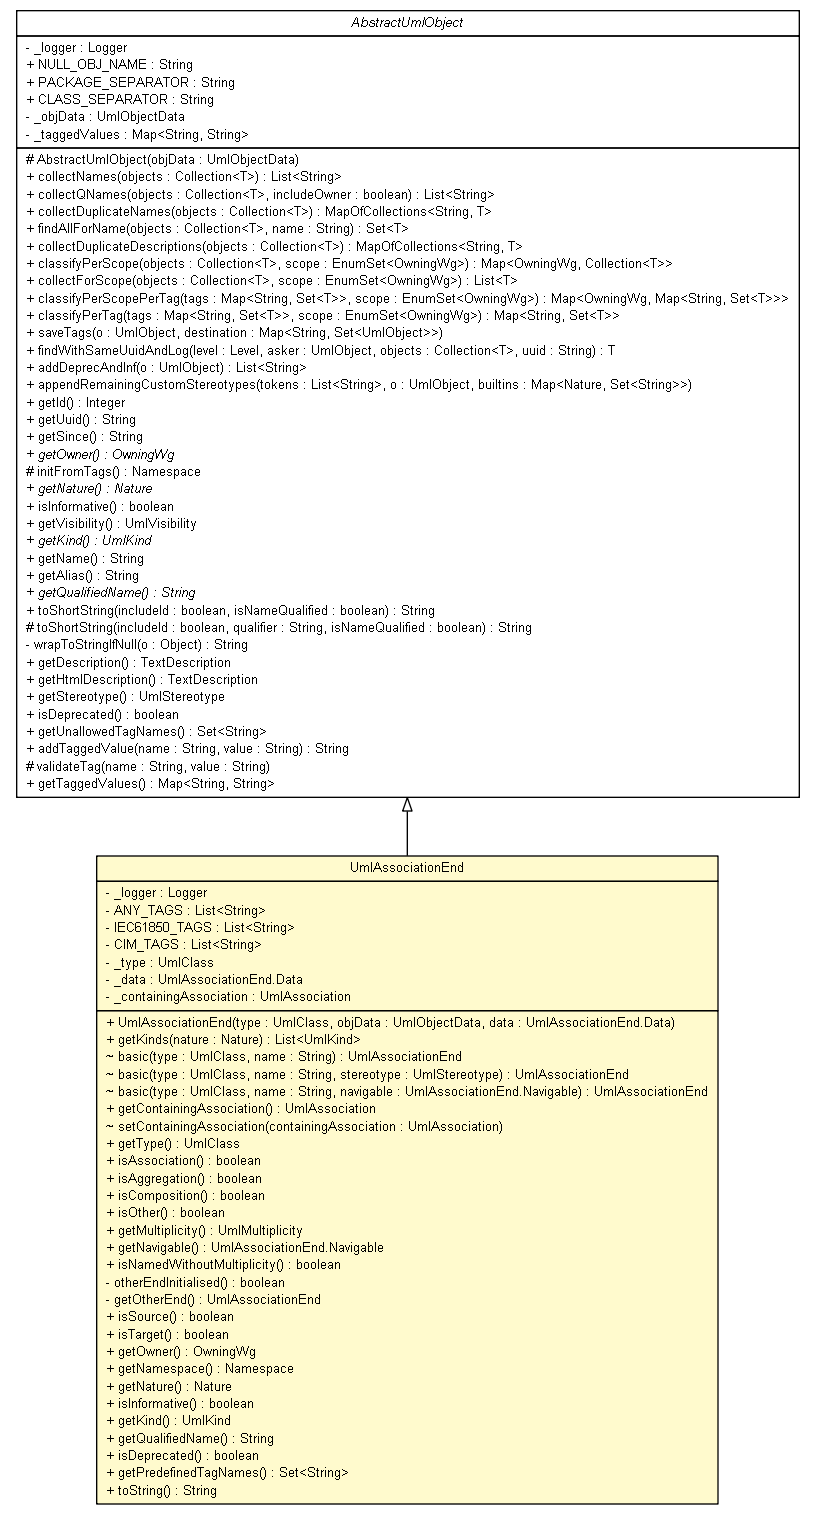 AbstractUmlObject
- _logger : Logger
+ NULL_OBJ_NAME : String
+ PACKAGE_SEPARATOR : String
+ CLASS_SEPARATOR : String
- _objData : UmlObjectData
- _taggedValues : Map<String, String>
# AbstractUmlObject(objData : UmlObjectData)
+ collectNames(objects : Collection<T>) : List<String>
+ collectQNames(objects : Collection<T>, includeOwner : boolean) : List<String>
+ collectDuplicateNames(objects : Collection<T>) : MapOfCollections<String, T>
+ findAllForName(objects : Collection<T>, name : String) : Set<T>
+ collectDuplicateDescriptions(objects : Collection<T>) : MapOfCollections<String, T>
+ classifyPerScope(objects : Collection<T>, scope : EnumSet<OwningWg>) : Map<OwningWg, Collection<T>>
+ collectForScope(objects : Collection<T>, scope : EnumSet<OwningWg>) : List<T>
+ classifyPerScopePerTag(tags : Map<String, Set<T>>, scope : EnumSet<OwningWg>) : Map<OwningWg, Map<String, Set<T>>>
+ classifyPerTag(tags : Map<String, Set<T>>, scope : EnumSet<OwningWg>) : Map<String, Set<T>>
+ saveTags(o : UmlObject, destination : Map<String, Set<UmlObject>>)
+ findWithSameUuidAndLog(level : Level, asker : UmlObject, objects : Collection<T>, uuid : String) : T
+ addDeprecAndInf(o : UmlObject) : List<String>
+ appendRemainingCustomStereotypes(tokens : List<String>, o : UmlObject, builtins : Map<Nature, Set<String>>)
+ getId() : Integer
+ getUuid() : String
+ getSince() : String
+ getOwner() : OwningWg
# initFromTags() : Namespace
+ getNature() : Nature
+ isInformative() : boolean
+ getVisibility() : UmlVisibility
+ getKind() : UmlKind
+ getName() : String
+ getAlias() : String
+ getQualifiedName() : String
+ toShortString(includeId : boolean, isNameQualified : boolean) : String
# toShortString(includeId : boolean, qualifier : String, isNameQualified : boolean) : String
- wrapToStringIfNull(o : Object) : String
+ getDescription() : TextDescription
+ getHtmlDescription() : TextDescription
+ getStereotype() : UmlStereotype
+ isDeprecated() : boolean
+ getUnallowedTagNames() : Set<String>
+ addTaggedValue(name : String, value : String) : String
# validateTag(name : String, value : String)
+ getTaggedValues() : Map<String, String>
UmlAssociationEnd
- _logger : Logger
- ANY_TAGS : List<String>
- IEC61850_TAGS : List<String>
- CIM_TAGS : List<String>
- _type : UmlClass
- _data : UmlAssociationEnd.Data
- _containingAssociation : UmlAssociation
+ UmlAssociationEnd(type : UmlClass, objData : UmlObjectData, data : UmlAssociationEnd.Data)
+ getKinds(nature : Nature) : List<UmlKind>
~ basic(type : UmlClass, name : String) : UmlAssociationEnd
~ basic(type : UmlClass, name : String, stereotype : UmlStereotype) : UmlAssociationEnd
~ basic(type : UmlClass, name : String, navigable : UmlAssociationEnd.Navigable) : UmlAssociationEnd
+ getContainingAssociation() : UmlAssociation
~ setContainingAssociation(containingAssociation : UmlAssociation)
+ getType() : UmlClass
+ isAssociation() : boolean
+ isAggregation() : boolean
+ isComposition() : boolean
+ isOther() : boolean
+ getMultiplicity() : UmlMultiplicity
+ getNavigable() : UmlAssociationEnd.Navigable
+ isNamedWithoutMultiplicity() : boolean
- otherEndInitialised() : boolean
- getOtherEnd() : UmlAssociationEnd
+ isSource() : boolean
+ isTarget() : boolean
+ getOwner() : OwningWg
+ getNamespace() : Namespace
+ getNature() : Nature
+ isInformative() : boolean
+ getKind() : UmlKind
+ getQualifiedName() : String
+ isDeprecated() : boolean
+ getPredefinedTagNames() : Set<String>
+ toString() : String